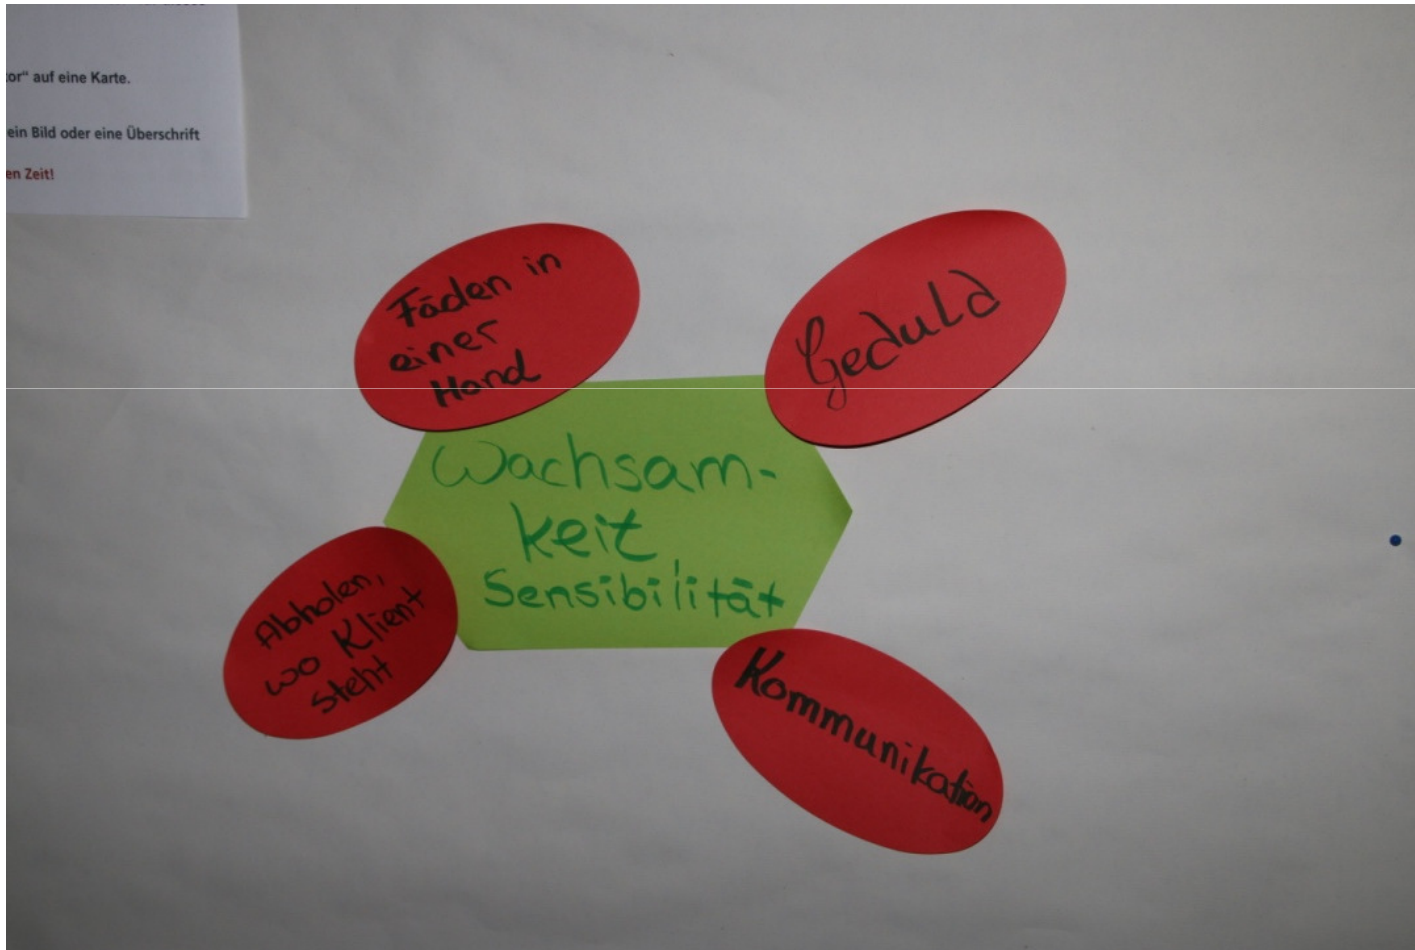 or" auf eine Karte.
ein Bild oder eine Überschrift
en Zeit!
Fäden in
einer
Hand
Geduld
Wachsam-
keit
Sensibilität
Abholen,
wo Klient
steht
Kommunikation